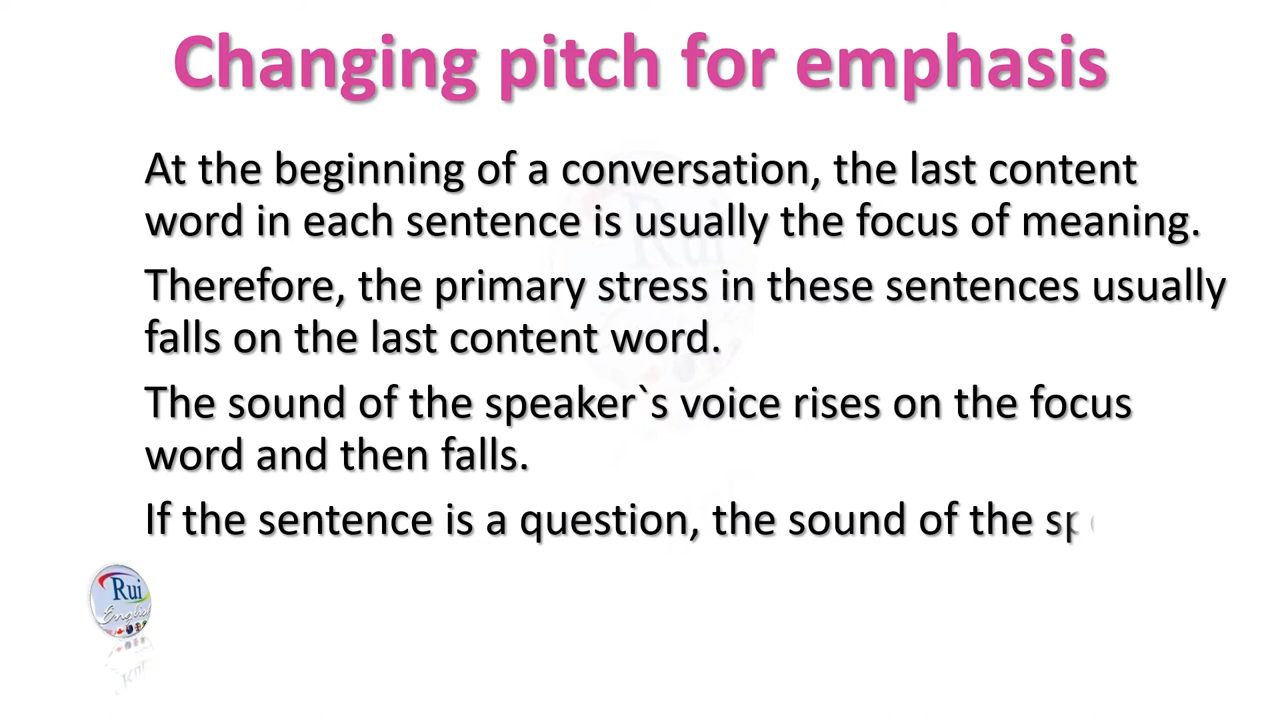 Changing pitch for emphasis
At the beginning of a conversation, the last content
word in each sentence is usually the focus of meaning.
Therefore, the primary stress in these sentences usually
falls on the last content word.
The sound of the speaker`s voice rises on the focus
word and then falls.
If the sentence is a question, the sound of the
Rui
English
Rui